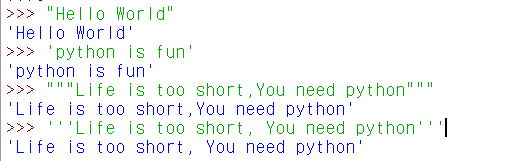 >>> "Hello World"
'Hello World'
>>> 'python is fun'
'python is fun'
>>> """Life is too short,You need python"""
'Life is too short,You need python'
>>> '''Life is too short, You need python'''
'Life is too short, You need python'